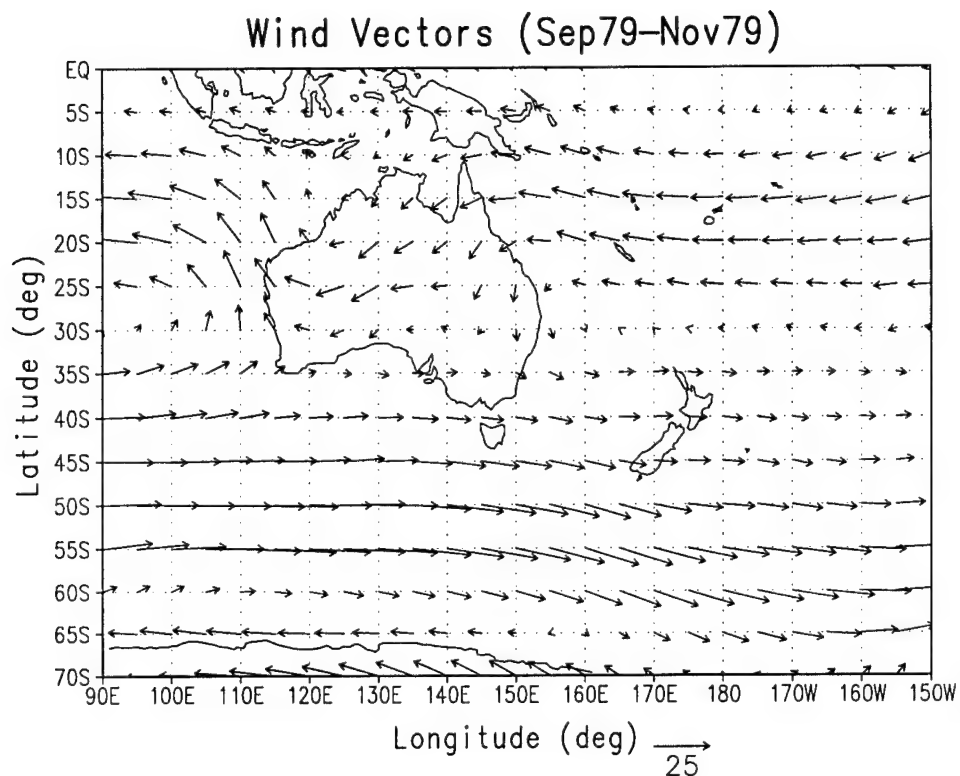 Wind Vectors (Sep79–Nov79)
EQ
5S
10S
15S
20S
25S
30S
35S
40S
45S
50S
55S
60S
65S
70S
Latitude (deg)
90E 100E 110E 120E 130E 140E 150E 160E 170E 180 170W 160W 150W
Longitude (deg)
25